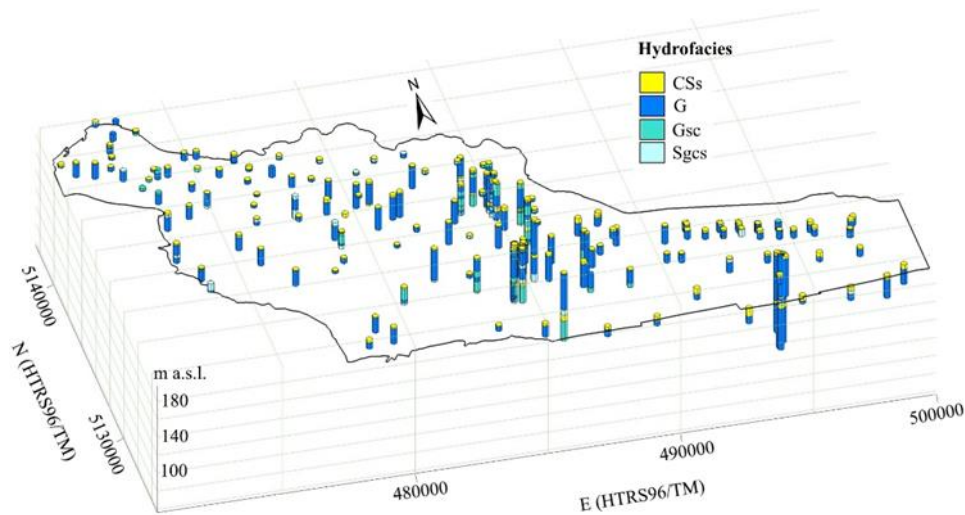 Hydrofacies
CSs
G
Gsc
Sgcs
N
5140000
N (HTRS96/TM)
5130000
m a.s.l.
180
140
100
480000
490000
500000
E (HTRS96/TM)